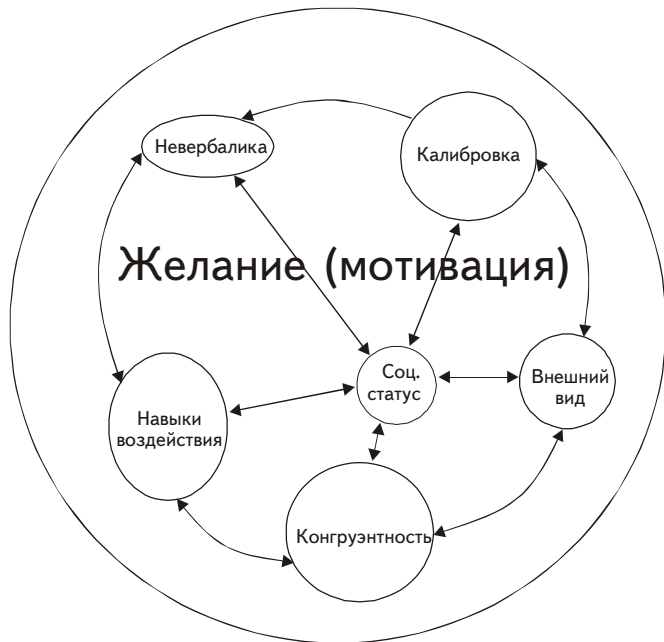 Невербалика
Калибровка
Желание (мотивация)
Соц.
статус
Внешний
вид
Навыки
воздействия
Конгруэнтность